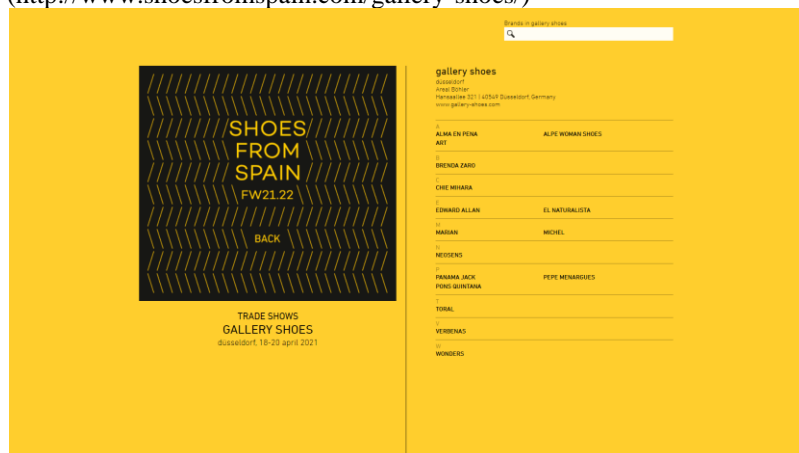 (http://www.shoesfromspain.com/gallery-shoes/)
Brands in gallery shoes
SHOES
FROM
SPAIN
FW21.22
BACK
TRADE SHOWS
GALLERY SHOES
düsseldorf, 18-20 april 2021
gallery shoes
düsseldorf
Areal Böhler
Hansaallee 321 | 40549 Düsseldorf, Germany
www.gallery-shoes.com
A
ALMA EN PENA ALPE WOMAN SHOES
ART
B
BRENDA ZARO
C
CHIE MIHARA
E
EDWARD ALLAN EL NATURALISTA
M
MARIAN MICHEL
N
NEOSENS
P
PANAMA JACK PEPE MENARGUES
PONS QUINTANA
T
TORAL
V
VERBENAS
W
WONDERS